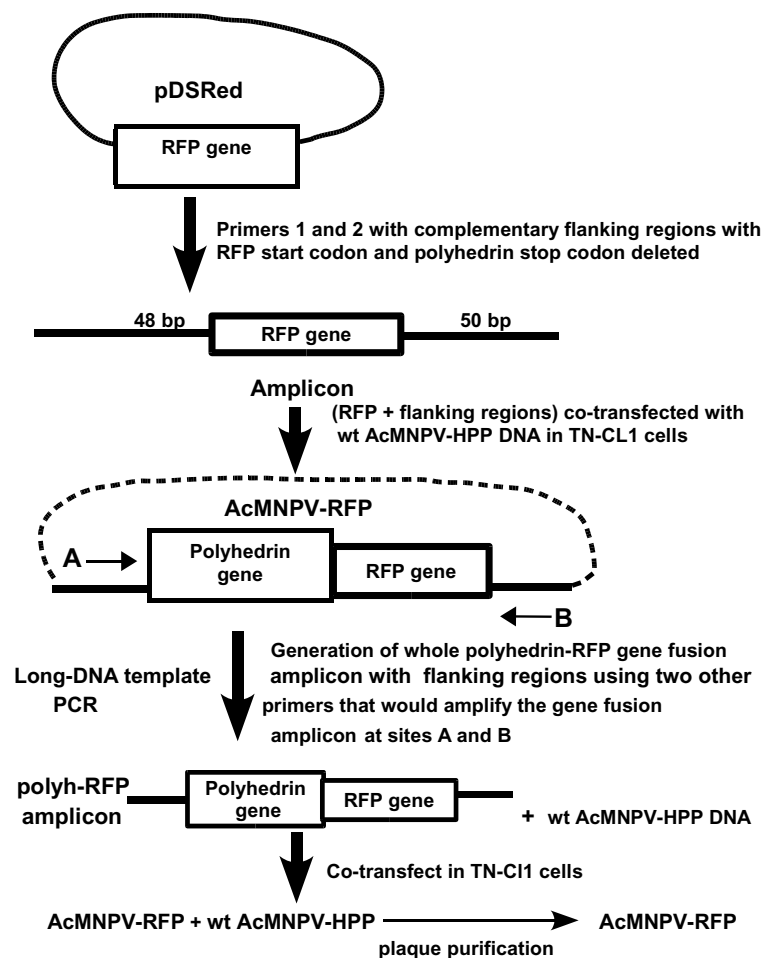 pDSRed
RFP gene
Primers 1 and 2 with complementary flanking regions with
RFP start codon and polyhedrin stop codon deleted
48 bp
RFP gene
50 bp
Amplicon
(RFP + flanking regions) co-transfected with
wt AcMNPV-HPP DNA in TN-CL1 cells
AcMNPV-RFP
A
Polyhedrin
gene
RFP gene
B
Long-DNA template
PCR
Generation of whole polyhedrin-RFP gene fusion
amplicon with flanking regions using two other
primers that would amplify the gene fusion
amplicon at sites A and B
polyh-RFP
amplicon
Polyhedrin
gene
RFP gene
+ wt AcMNPV-HPP DNA
Co-transfect in TN-Cl1 cells
AcMNPV-RFP + wt AcMNPV-HPP
plaque purification
AcMNPV-RFP